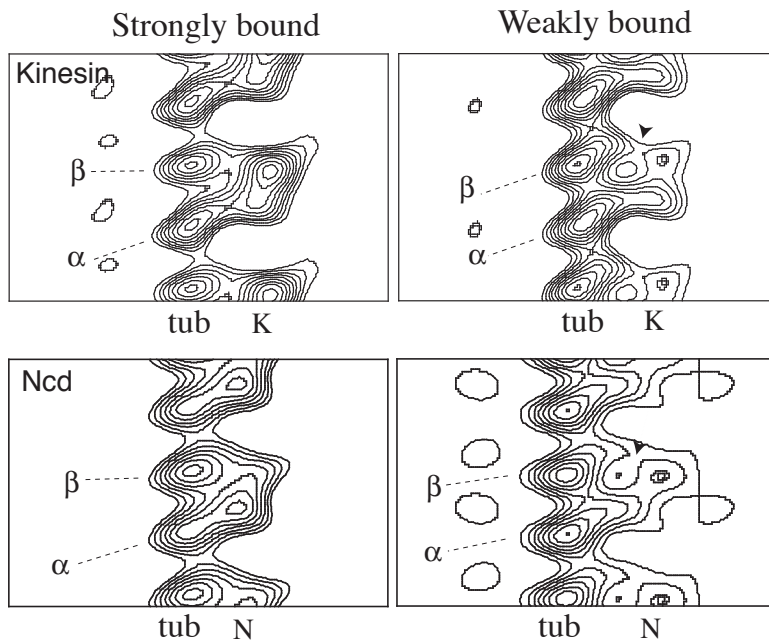 Strongly bound
Weakly bound
Kinesin
β
α
β
α
tub K
tub K
Ncd
β
α
β
α
tub N
tub N